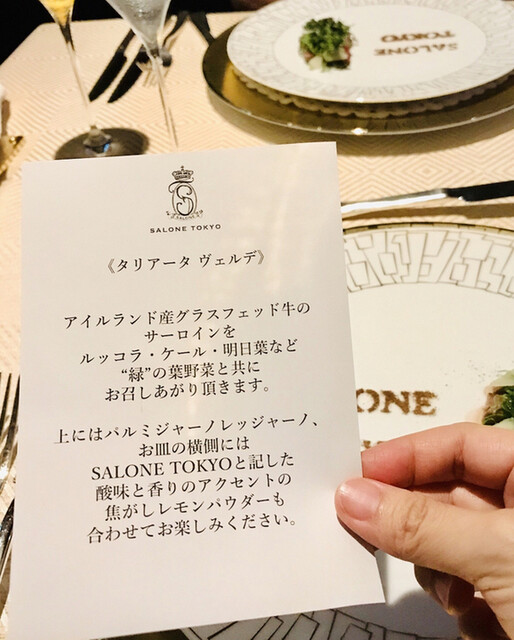 SALONE
TOKYO
SALONE TOKYO
《タリアータ ヴェルデ》
アイルランド産グラスフェッド牛の
サーロインを
ルッコラ・ケール・明日葉など
“緑”の葉野菜と共に
お召しあがり頂きます。
上にはパルミジャーノレッジャーノ、
お皿の横側には
SALONE TOKYOと記した
酸味と香りのアクセントの
焦がしレモンパウダーも
合わせてお楽しみください。
ONE